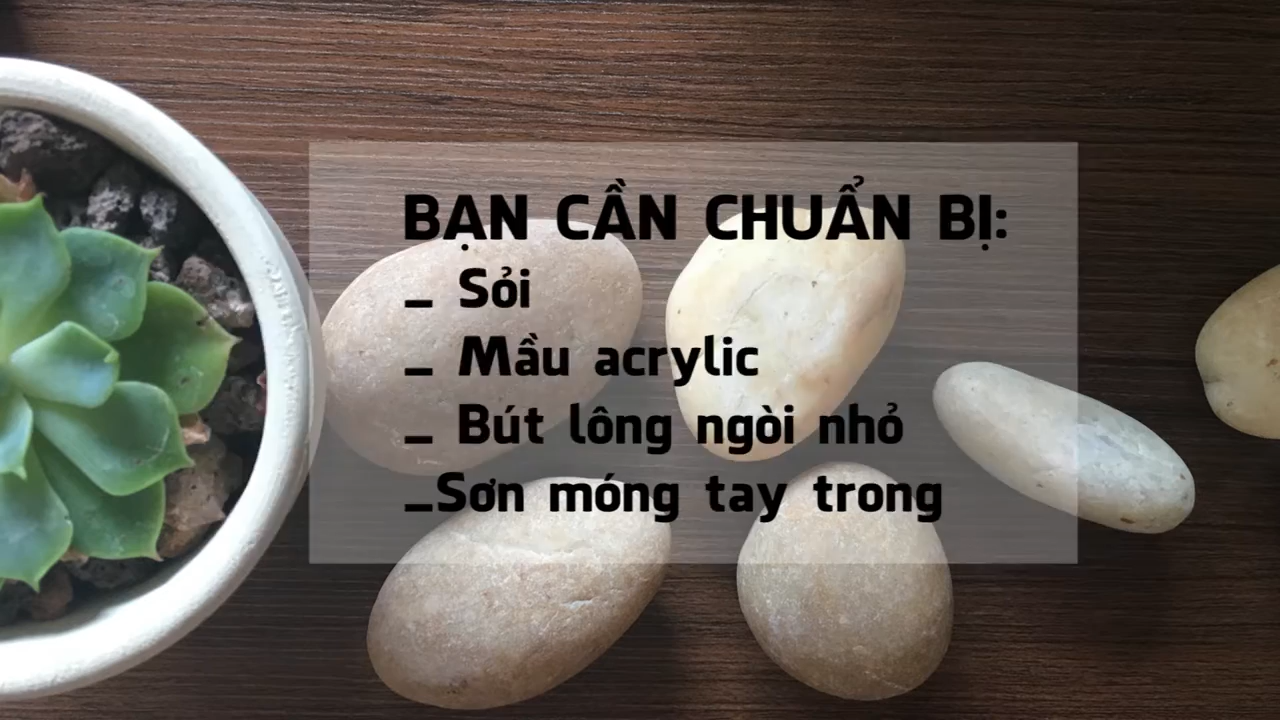 BẠN CẦN CHUẨN BỊ:
_ Sỏi
_ Mầu acrylic
_ Bút lông ngòi nhỏ
_Sơn móng tay trong